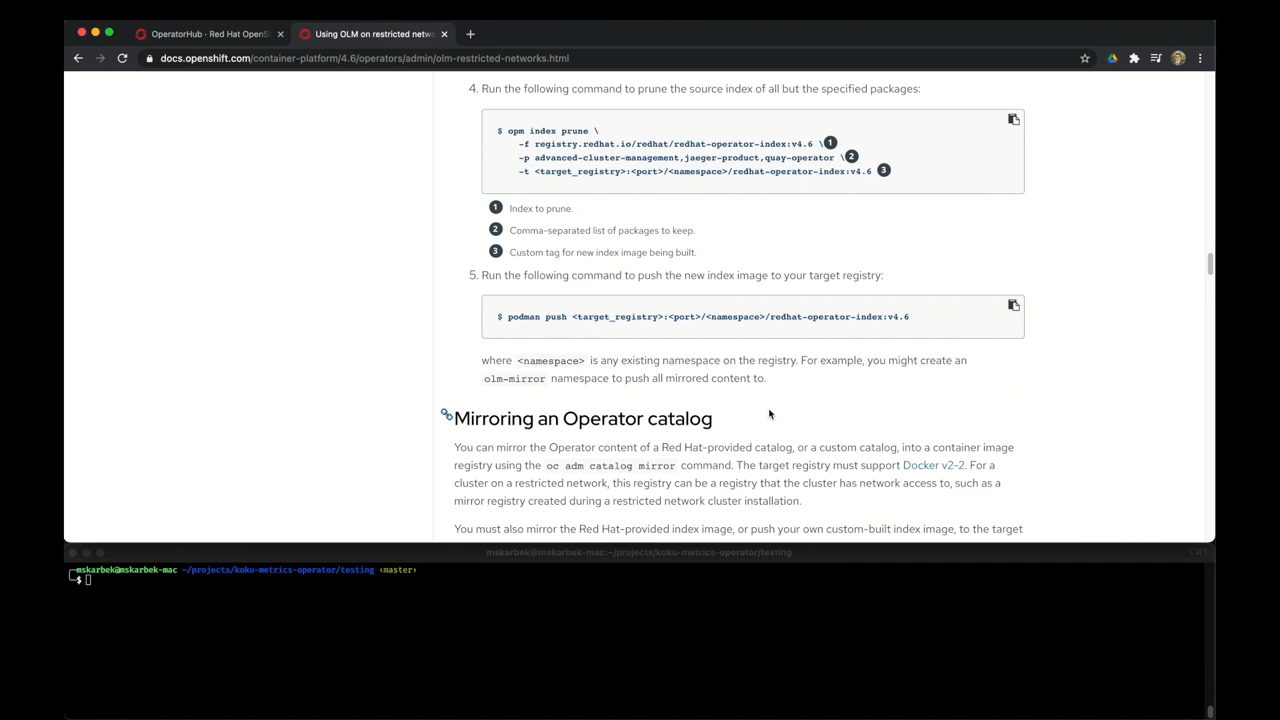 OperatorHub · Red Hat OpenS
Using OLM on restricted netw
docs.openshift.com/container-platform/4.6/operators/admin/olm-restricted-networks.html
4. Run the following command to prune the source index of all but the specified packages:
$ opm index prune \
-f registry.redhat.io/redhat/redhat-operator-index:v4.6 \ 1
-p advanced-cluster-management,jaeger-product,quay-operator \ 2
-t <target_registry>:<port>/<namespace>/redhat-operator-index:v4.6 3
1 Index to prune.
2 Comma-separated list of packages to keep.
3 Custom tag for new index image being built.
5. Run the following command to push the new index image to your target registry:
$ podman push <target_registry>:<port>/<namespace>/redhat-operator-index:v4.6
where <namespace> is any existing namespace on the registry. For example, you might create an
olm-mirror namespace to push all mirrored content to.
Mirroring an Operator catalog
You can mirror the Operator content of a Red Hat-provided catalog, or a custom catalog, into a container image
registry using the oc adm catalog mirror command. The target registry must support Docker v2-2. For a
cluster on a restricted network, this registry can be a registry that the cluster has network access to, such as a
mirror registry created during a restricted network cluster installation.
You must also mirror the Red Hat-provided index image, or push your own custom-built index image, to the target
mskarbek@mskarbek-mac:~/projects/koku-metrics-operator/testing
mskarbek@mskarbek-mac ~/projects/koku-metrics-operator/testing ‹master›
$